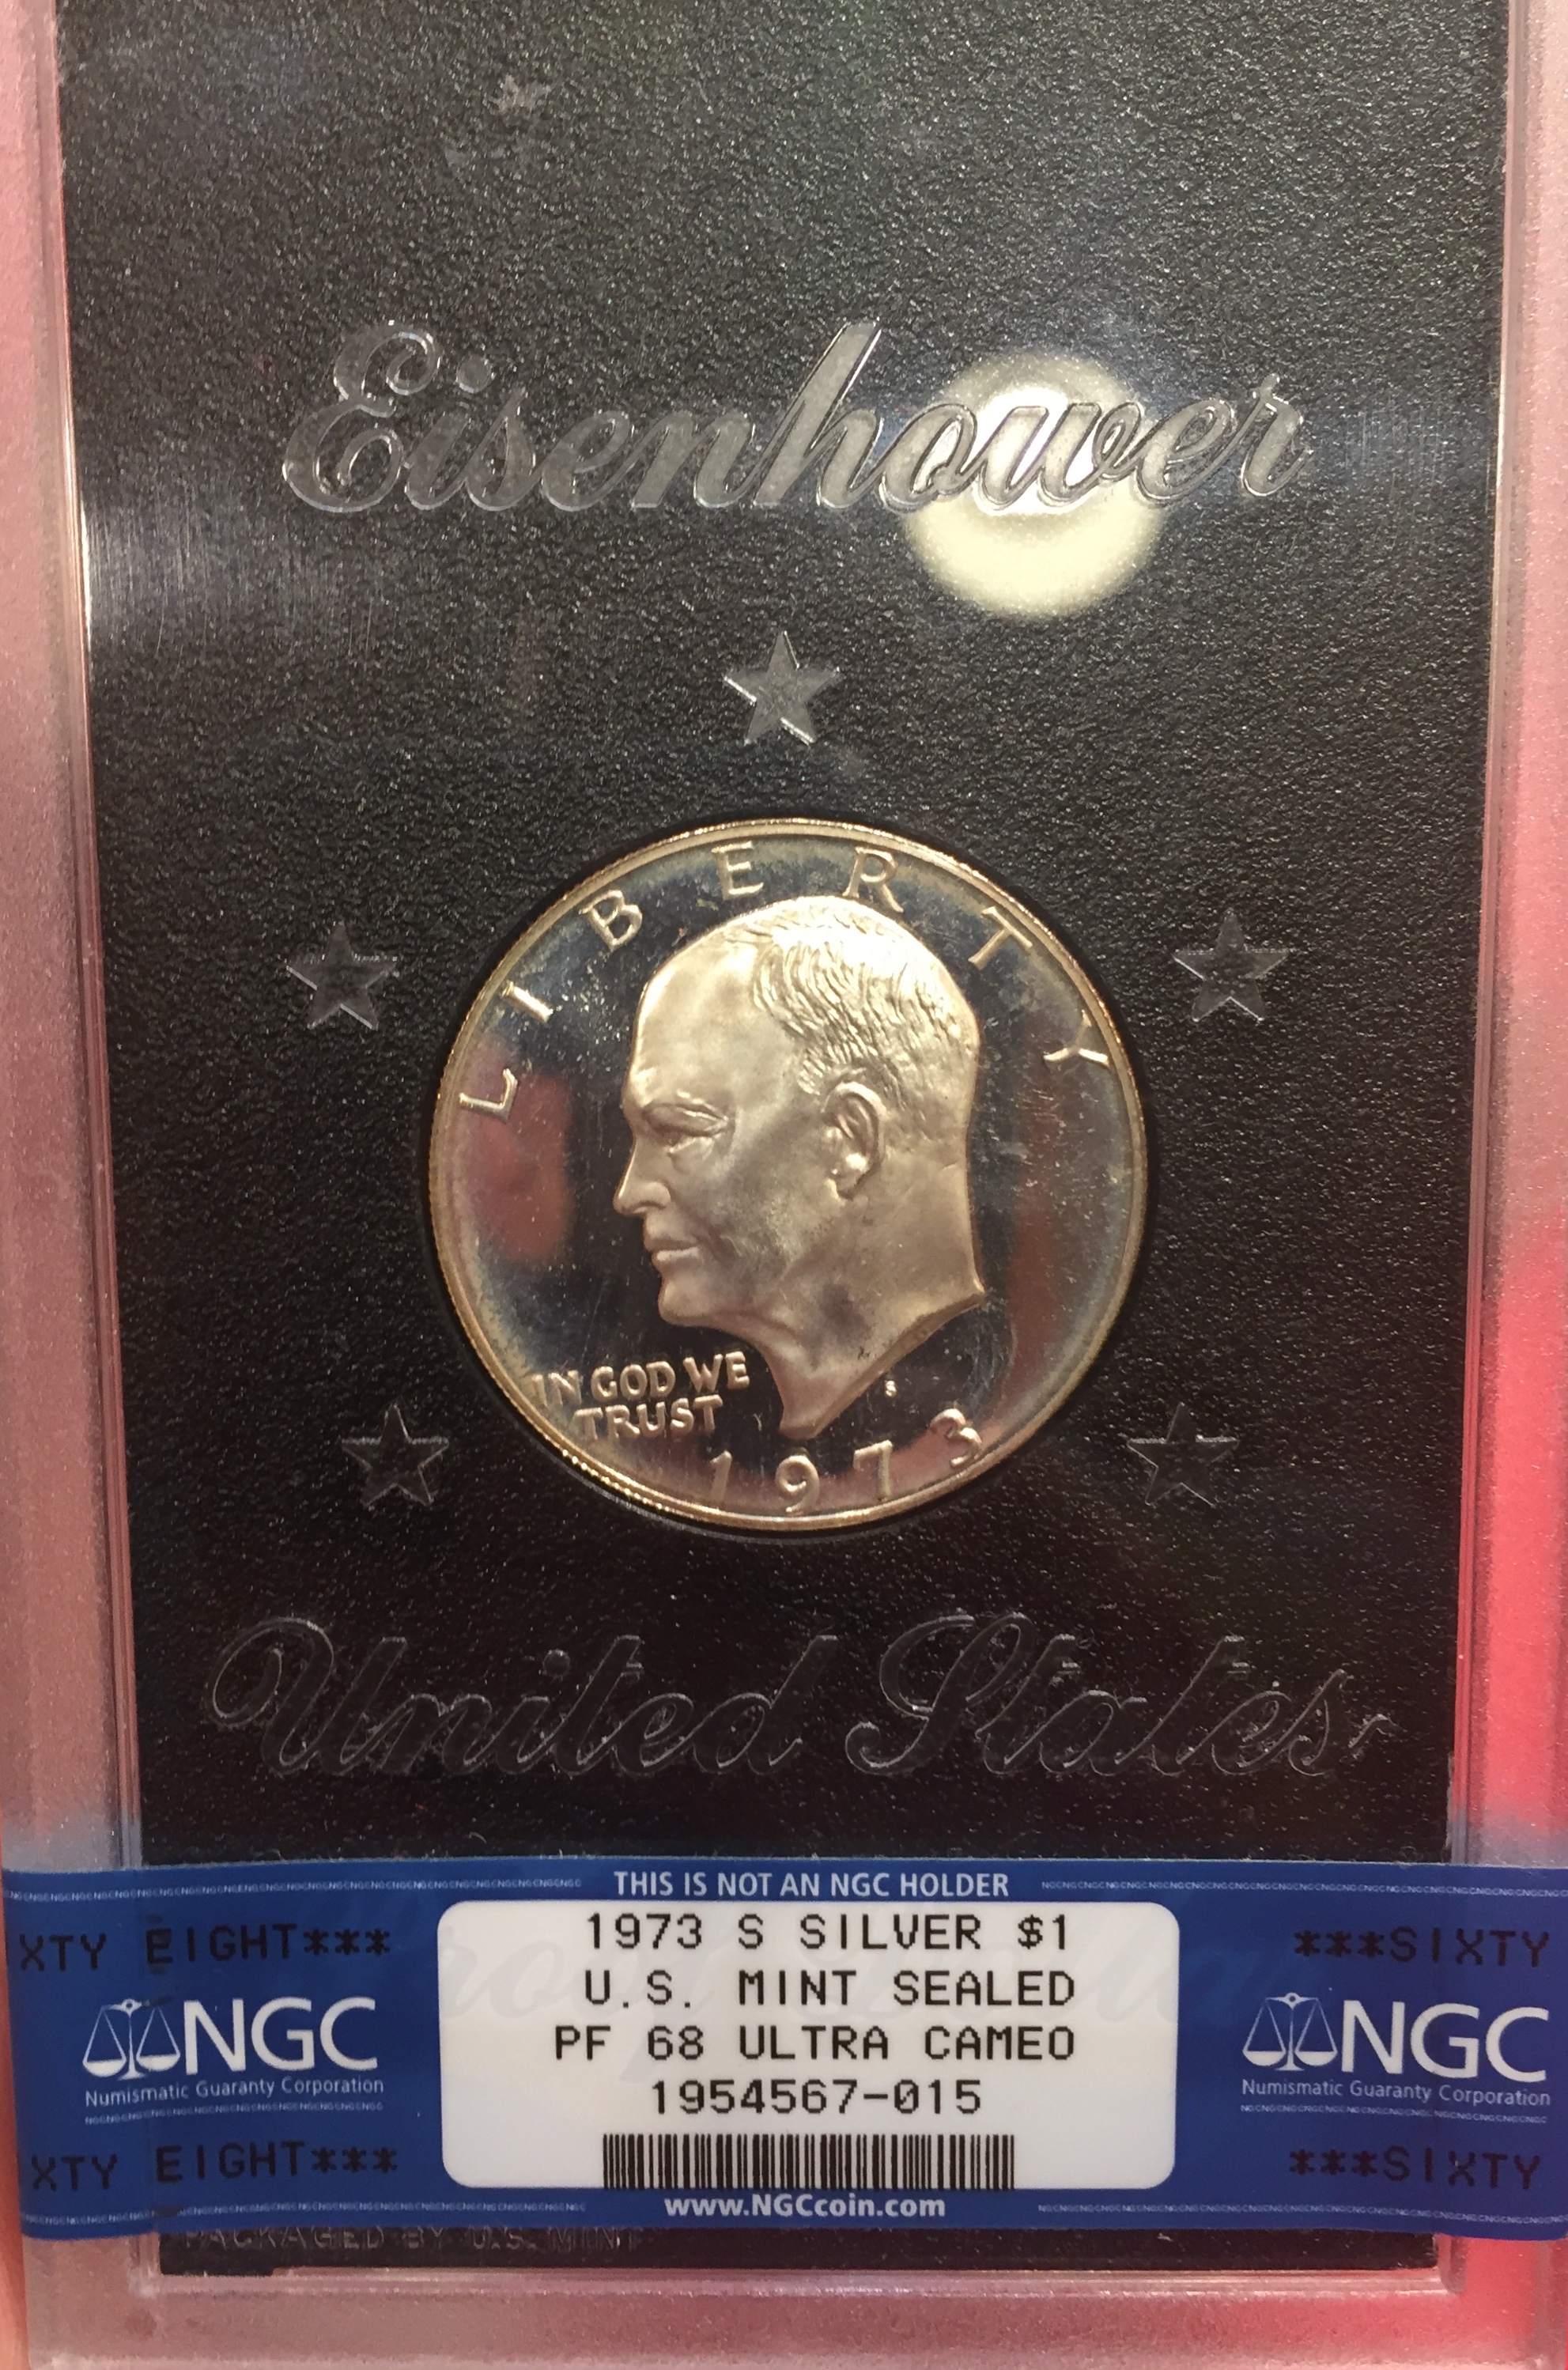 Eisenhower
LIBERTY
IN GOD WE
TRUST
S
1973
United States
THIS IS NOT AN NGC HOLDER
XTY EIGHT***
1973 S SILVER $1
***SIXTY
U.S. MINT SEALED
NGC
PF 68 ULTRA CAMEO
NGC
Numismatic Guaranty Corporation
1954567-015
Numismatic Guaranty Corporation
XTY EIGHT***
***SIXTY
www.NGCcoin.com
PACKAGED BY U.S. MINT